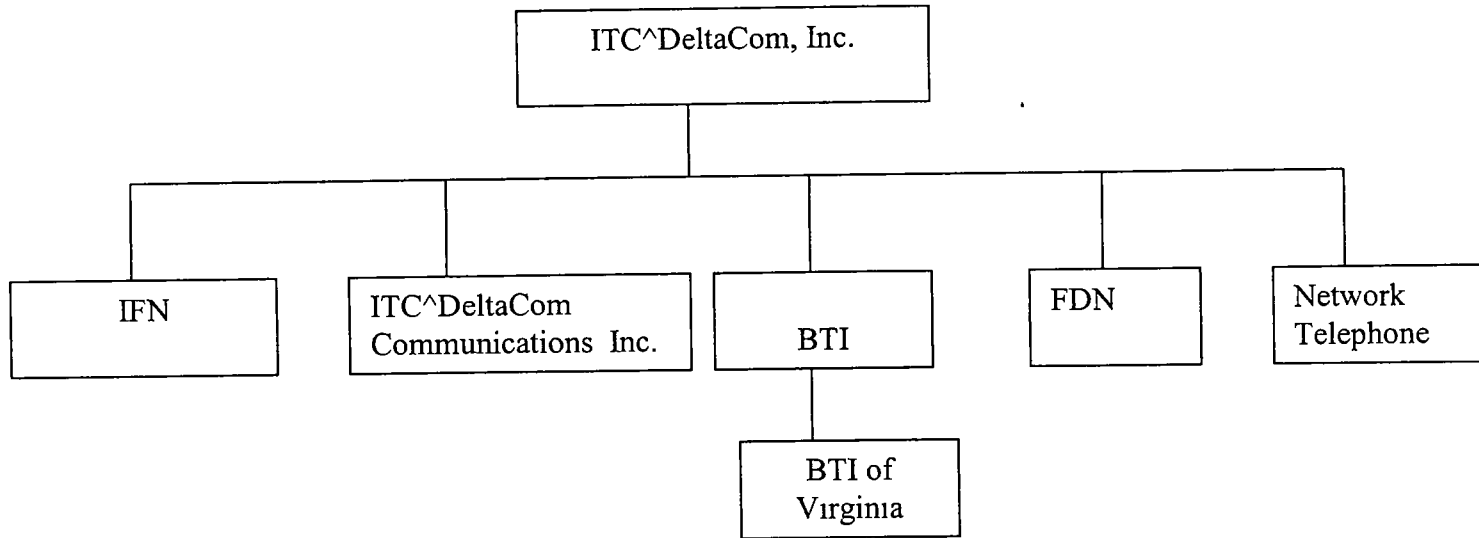 ITC^DeltaCom, Inc.
IFN
ITC^DeltaCom
Communications Inc.
BTI
FDN
Network
Telephone
BTI of
Virginia